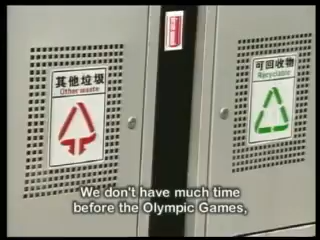 其他垃圾
Other waste
可回收物
Recyclable
We don't have much time
before the Olympic Games,